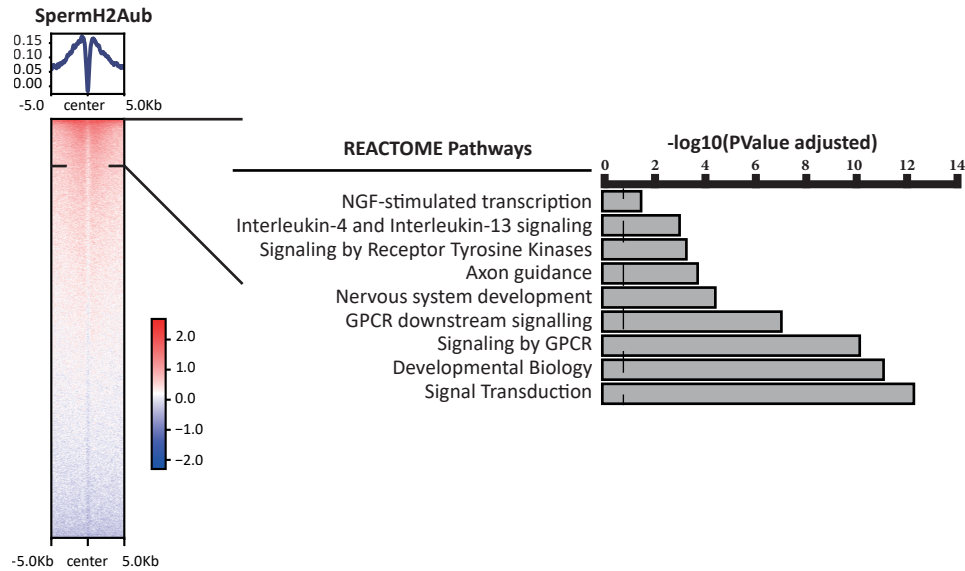 SpermH2Aub
0.15
0.10
0.05
0.00
-5.0 center 5.0Kb
REACTOME Pathways
-log10(PValue adjusted)
0 2 4 6 8 10 12 14
NGF-stimulated transcription
Interleukin-4 and Interleukin-13 signaling
Signaling by Receptor Tyrosine Kinases
Axon guidance
Nervous system development
GPCR downstream signalling
Signaling by GPCR
Developmental Biology
Signal Transduction
2.0
1.0
0.0
−1.0
−2.0
-5.0Kb center 5.0Kb